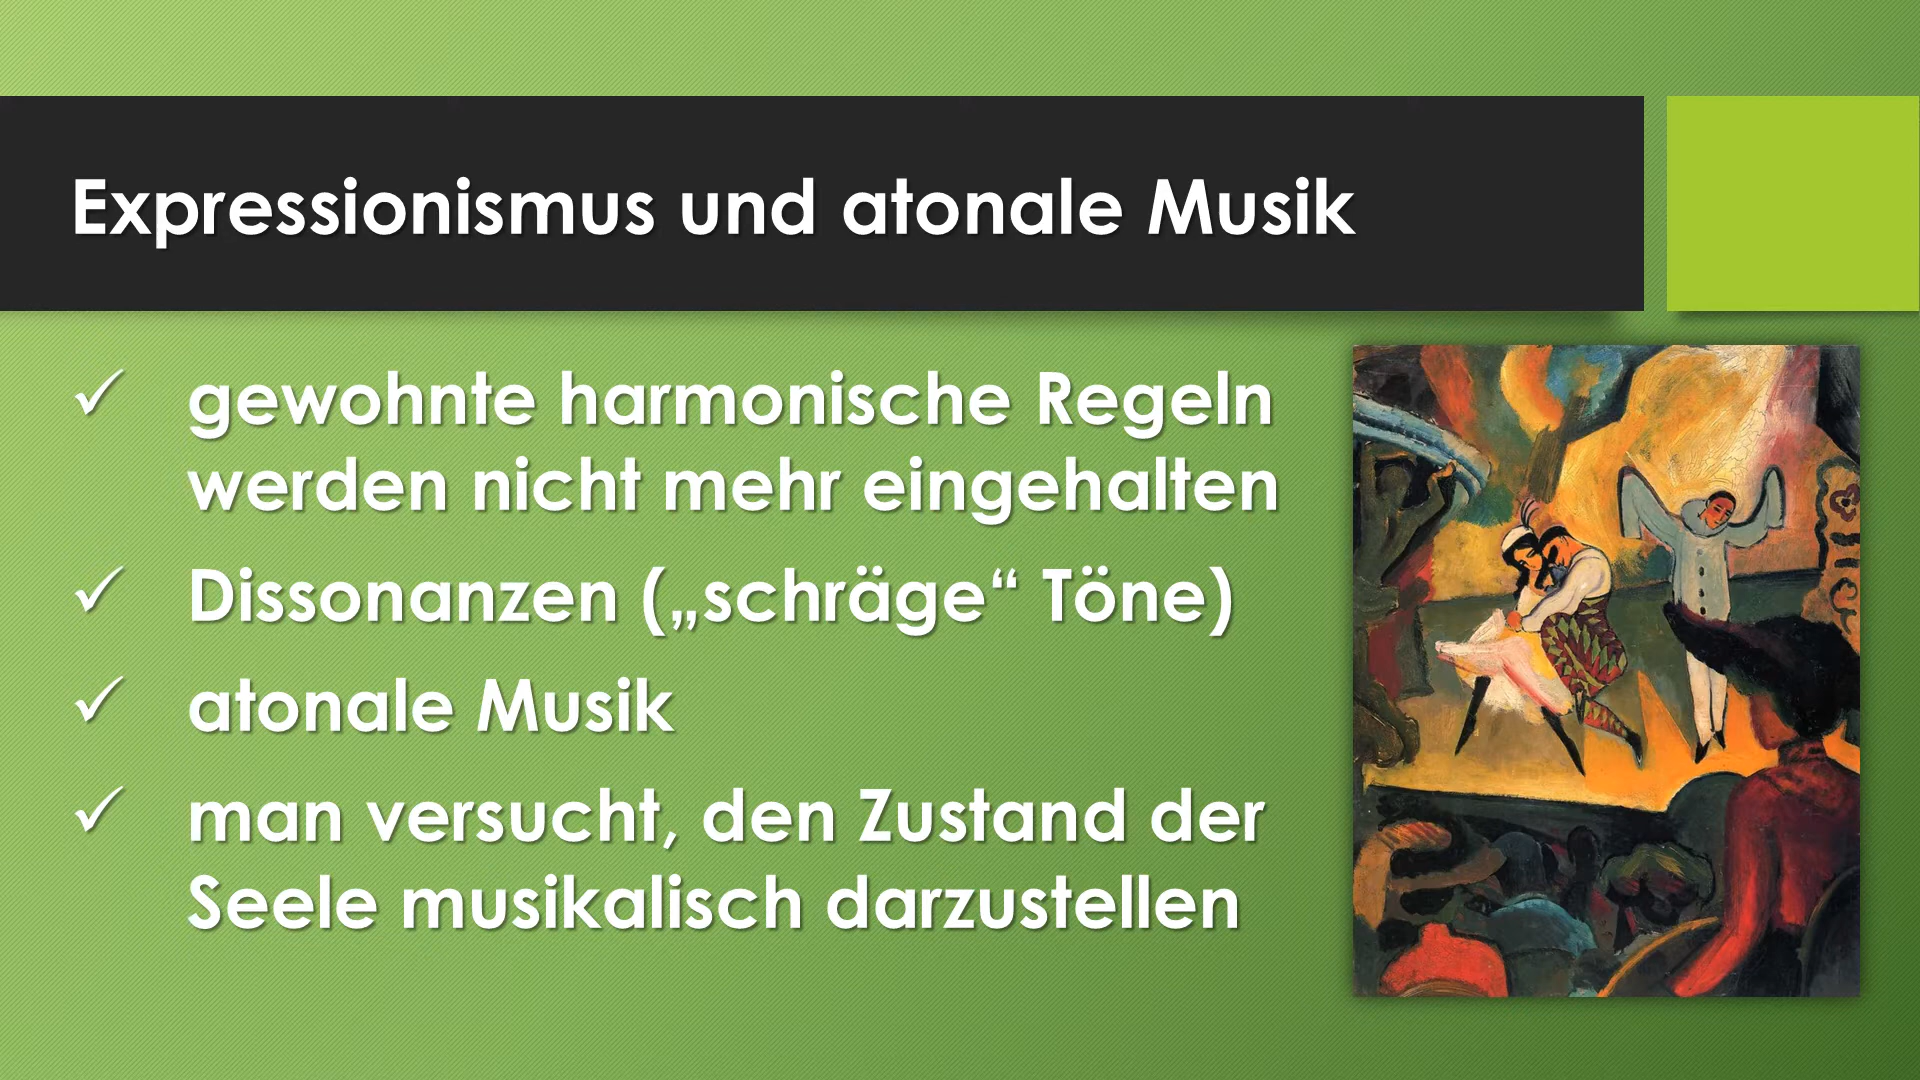 Expressionismus und atonale Musik
✓ gewohnte harmonische Regeln
werden nicht mehr eingehalten
✓ Dissonanzen („schräge“ Töne)
✓ atonale Musik
✓ man versucht, den Zustand der
Seele musikalisch darzustellen